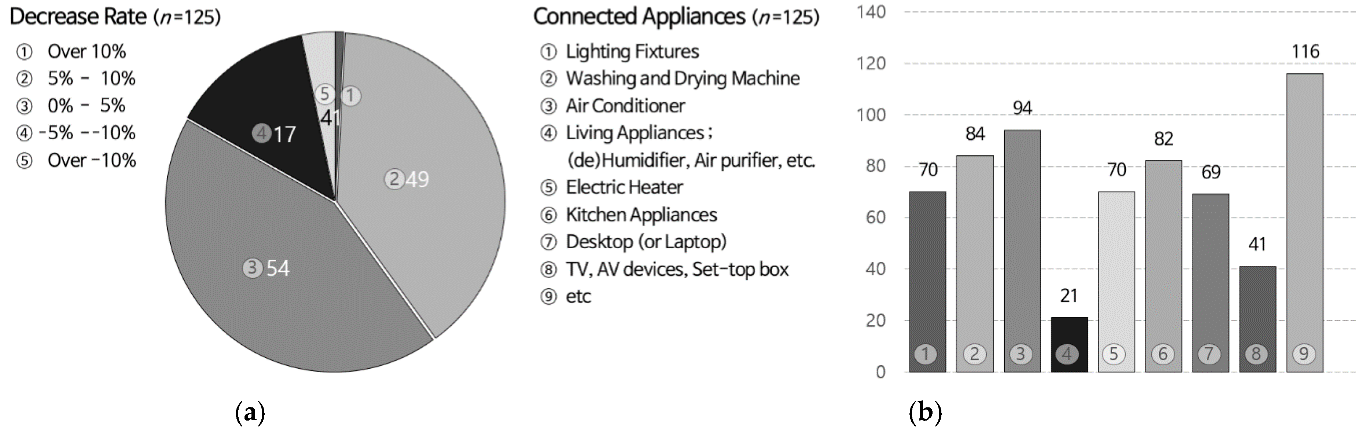 Decrease Rate (n=125)
① Over 10%
② 5% - 10%
③ 0% - 5%
④ -5% --10%
⑤ Over -10%
⑤ 4
① 1
④ 17
② 49
③ 54
(a)
Connected Appliances (n=125)
① Lighting Fixtures
② Washing and Drying Machine
③ Air Conditioner
④ Living Appliances ;
(de)Humidifier, Air purifier, etc.
⑤ Electric Heater
⑥ Kitchen Appliances
⑦ Desktop (or Laptop)
⑧ TV, AV devices, Set-top box
⑨ etc
140
120
100
80
60
40
20
0
70
84
94
21
70
82
69
41
116
① ② ③ ④ ⑤ ⑥ ⑦ ⑧ ⑨
(b)